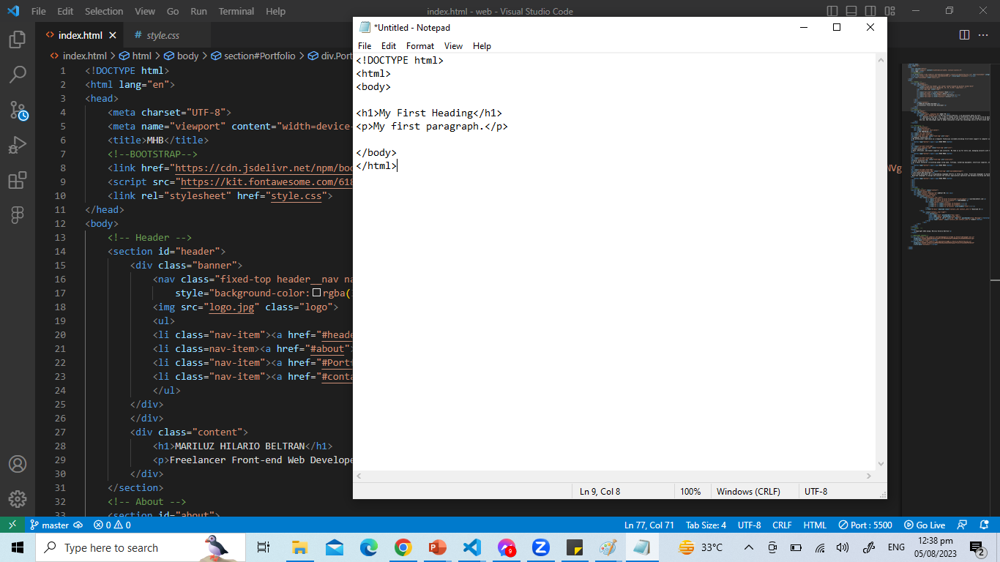 File Edit Selection View Go Run Terminal Help
index.html - web - Visual Studio Code
index.html
style.css
index.html > html > body > section#Portfolio > div.Port
1 <!DOCTYPE html>
2 <html lang="en">
3 <head>
4 <meta charset="UTF-8">
5 <meta name="viewport" content="width=device-
6 <title>MHB</title>
7 <!--BOOTSTRAP-->
8 <link href="https://cdn.jsdelivr.net/npm/boo
9 <script src="https://kit.fontawesome.com/618
10 <link rel="stylesheet" href="style.css">
11 </head>
12 <body>
13 <!-- Header -->
14 <section id="header">
15 <div class="banner">
16 <nav class="fixed-top header__nav na
17 style="background-color: rgba(
18 <img src="logo.jpg" class="logo">
19 <ul>
20 <li class="nav-item"><a href="#heade
21 <li class=nav-item><a href="#about"
22 <li class="nav-item"><a href="#Portf
23 <li class="nav-item"><a href="#conta
24 </ul>
25 </div>
26 </div>
27 <div class="content">
28 <h1>MARILUZ HILARIO BELTRAN</h1>
29 <p>Freelancer Front-end Web Develope
30 </div>
31 </section>
32 <!-- About -->
33 <section id="about">
NVg
*Untitled - Notepad
File Edit Format View Help
<!DOCTYPE html>
<html>
<body>
<h1>My First Heading</h1>
<p>My first paragraph.</p>
</body>
</html>
Ln 9, Col 8 100% Windows (CRLF) UTF-8
master 0 0 Ln 77, Col 71 Tab Size: 4 UTF-8 CRLF HTML Port : 5500 Go Live
Type here to search
9
33°C
ENG
12:38 pm
05/08/2023
2